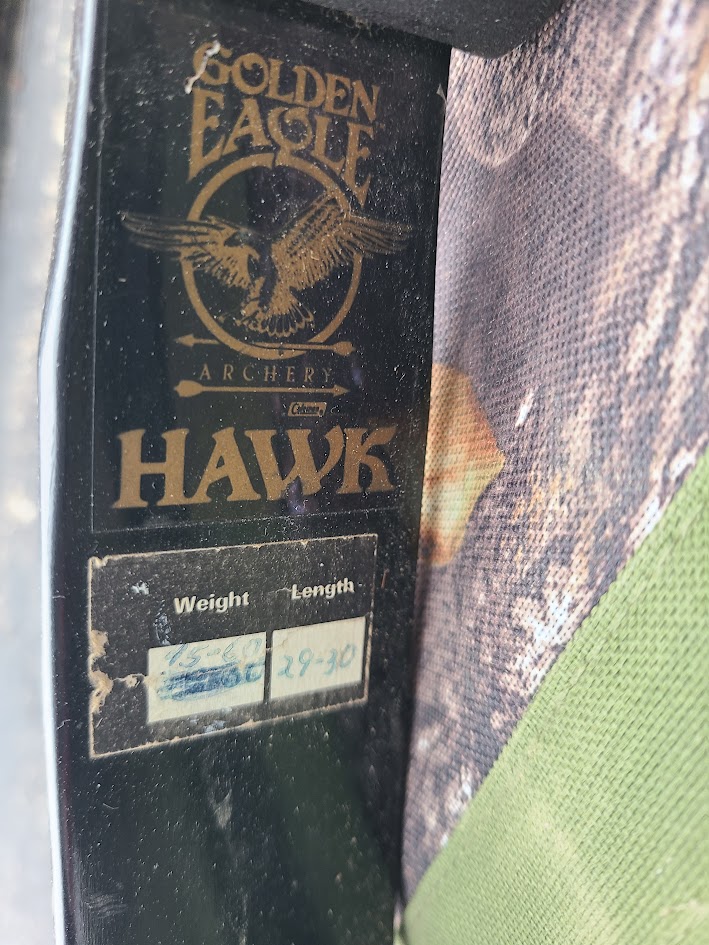 GOLDEN
EAGLE
ARCHERY
HAWK
Weight Length
29-30